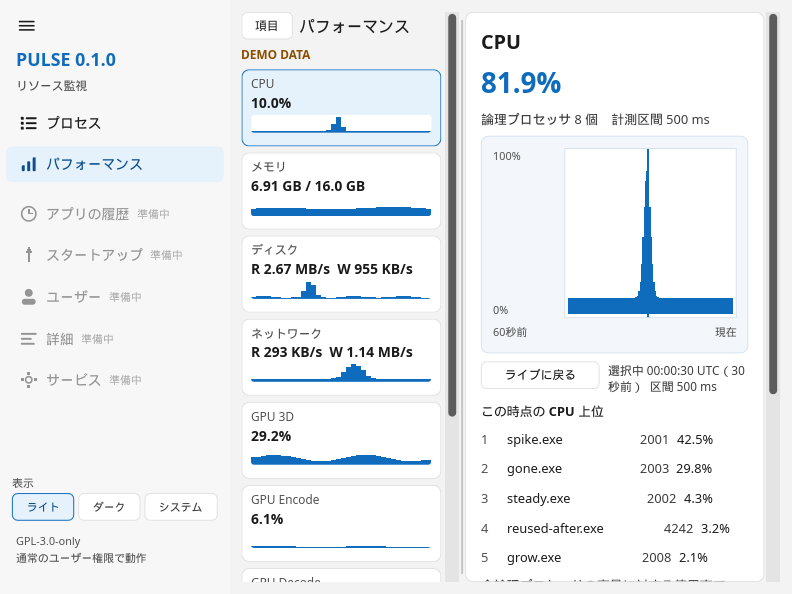 PULSE 0.1.0
リソース監視
プロセス
パフォーマンス
アプリの履歴 準備中
スタートアップ 準備中
ユーザー 準備中
詳細 準備中
サービス 準備中
表示
ライト ダーク システム
GPL-3.0-only
通常のユーザー権限で動作
項目 パフォーマンス
DEMO DATA
CPU
10.0%
メモリ
6.91 GB / 16.0 GB
ディスク
R 2.67 MB/s W 955 KB/s
ネットワーク
R 293 KB/s W 1.14 MB/s
GPU 3D
29.2%
GPU Encode
6.1%
GPU Decode
CPU
81.9%
論理プロセッサ 8 個 計測区間 500 ms
100%
0%
60秒前 現在
ライブに戻る
選択中 00:00:30 UTC ( 30
秒前 ) 区間 500 ms
この時点の CPU 上位
1 spike.exe 2001 42.5%
2 gone.exe 2003 29.8%
3 steady.exe 2002 4.3%
4 reused-after.exe 4242 3.2%
5 grow.exe 2008 2.1%